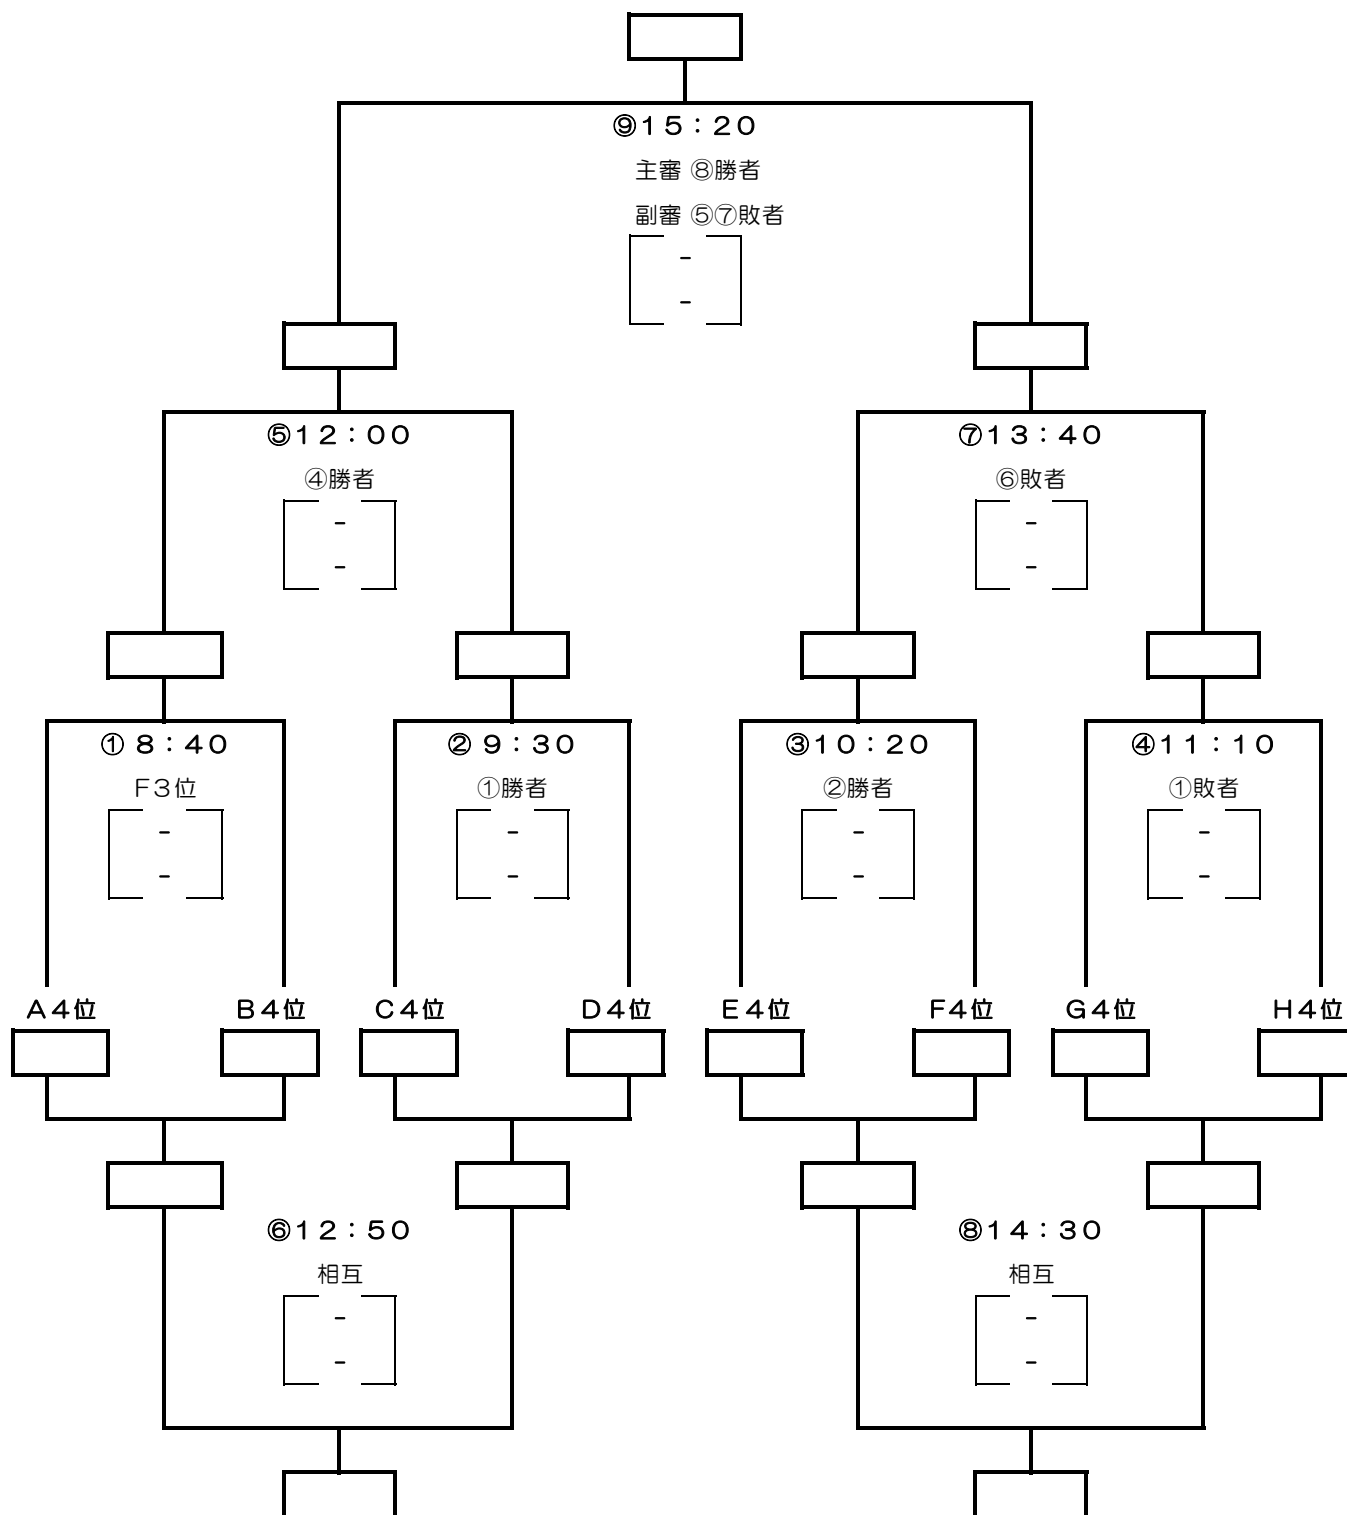 ⑨15：20
主審 ⑧勝者
副審 ⑤⑦敗者
-
-
⑤12：00
④勝者
-
-
⑦13：40
⑥敗者
-
-
① 8：40
F3位
-
-
② 9：30
①勝者
-
-
③10：20
②勝者
-
-
④11：10
①敗者
-
-
A4位
B4位
C4位
D4位
E4位
F4位
G4位
H4位
⑥12：50
相互
-
-
⑧14：30
相互
-
-